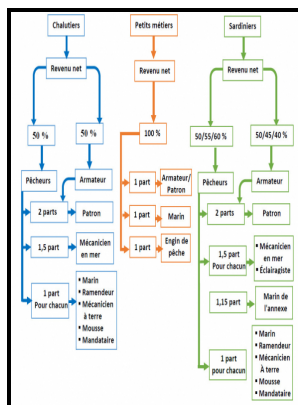 Chalutiers
Revenu net
50 %
50 %
Pêcheurs
Armateur
2 parts
Patron
1,5 part
Mécanicien
en mer
1 part
Pour chacun
Marin
Ramendeur
Mécanicien
à terre
Mousse
Mandataire
Petits métiers
Revenu net
100 %
1 part
Armateur/
Patron
1 part
Marin
1 part
Engin de
pêche
Sardiniers
Revenu net
50/55/60 %
50/45/40 %
Pêcheurs
Armateur
2 parts
Patron
1,5 part
Pour chacun
Mécanicien
en mer
Éclairagiste
1,15 part
Marin de
l'annexe
1 part
pour chacun
Marin
Ramendeur
Mécanicien
À terre
Mousse
Mandataire